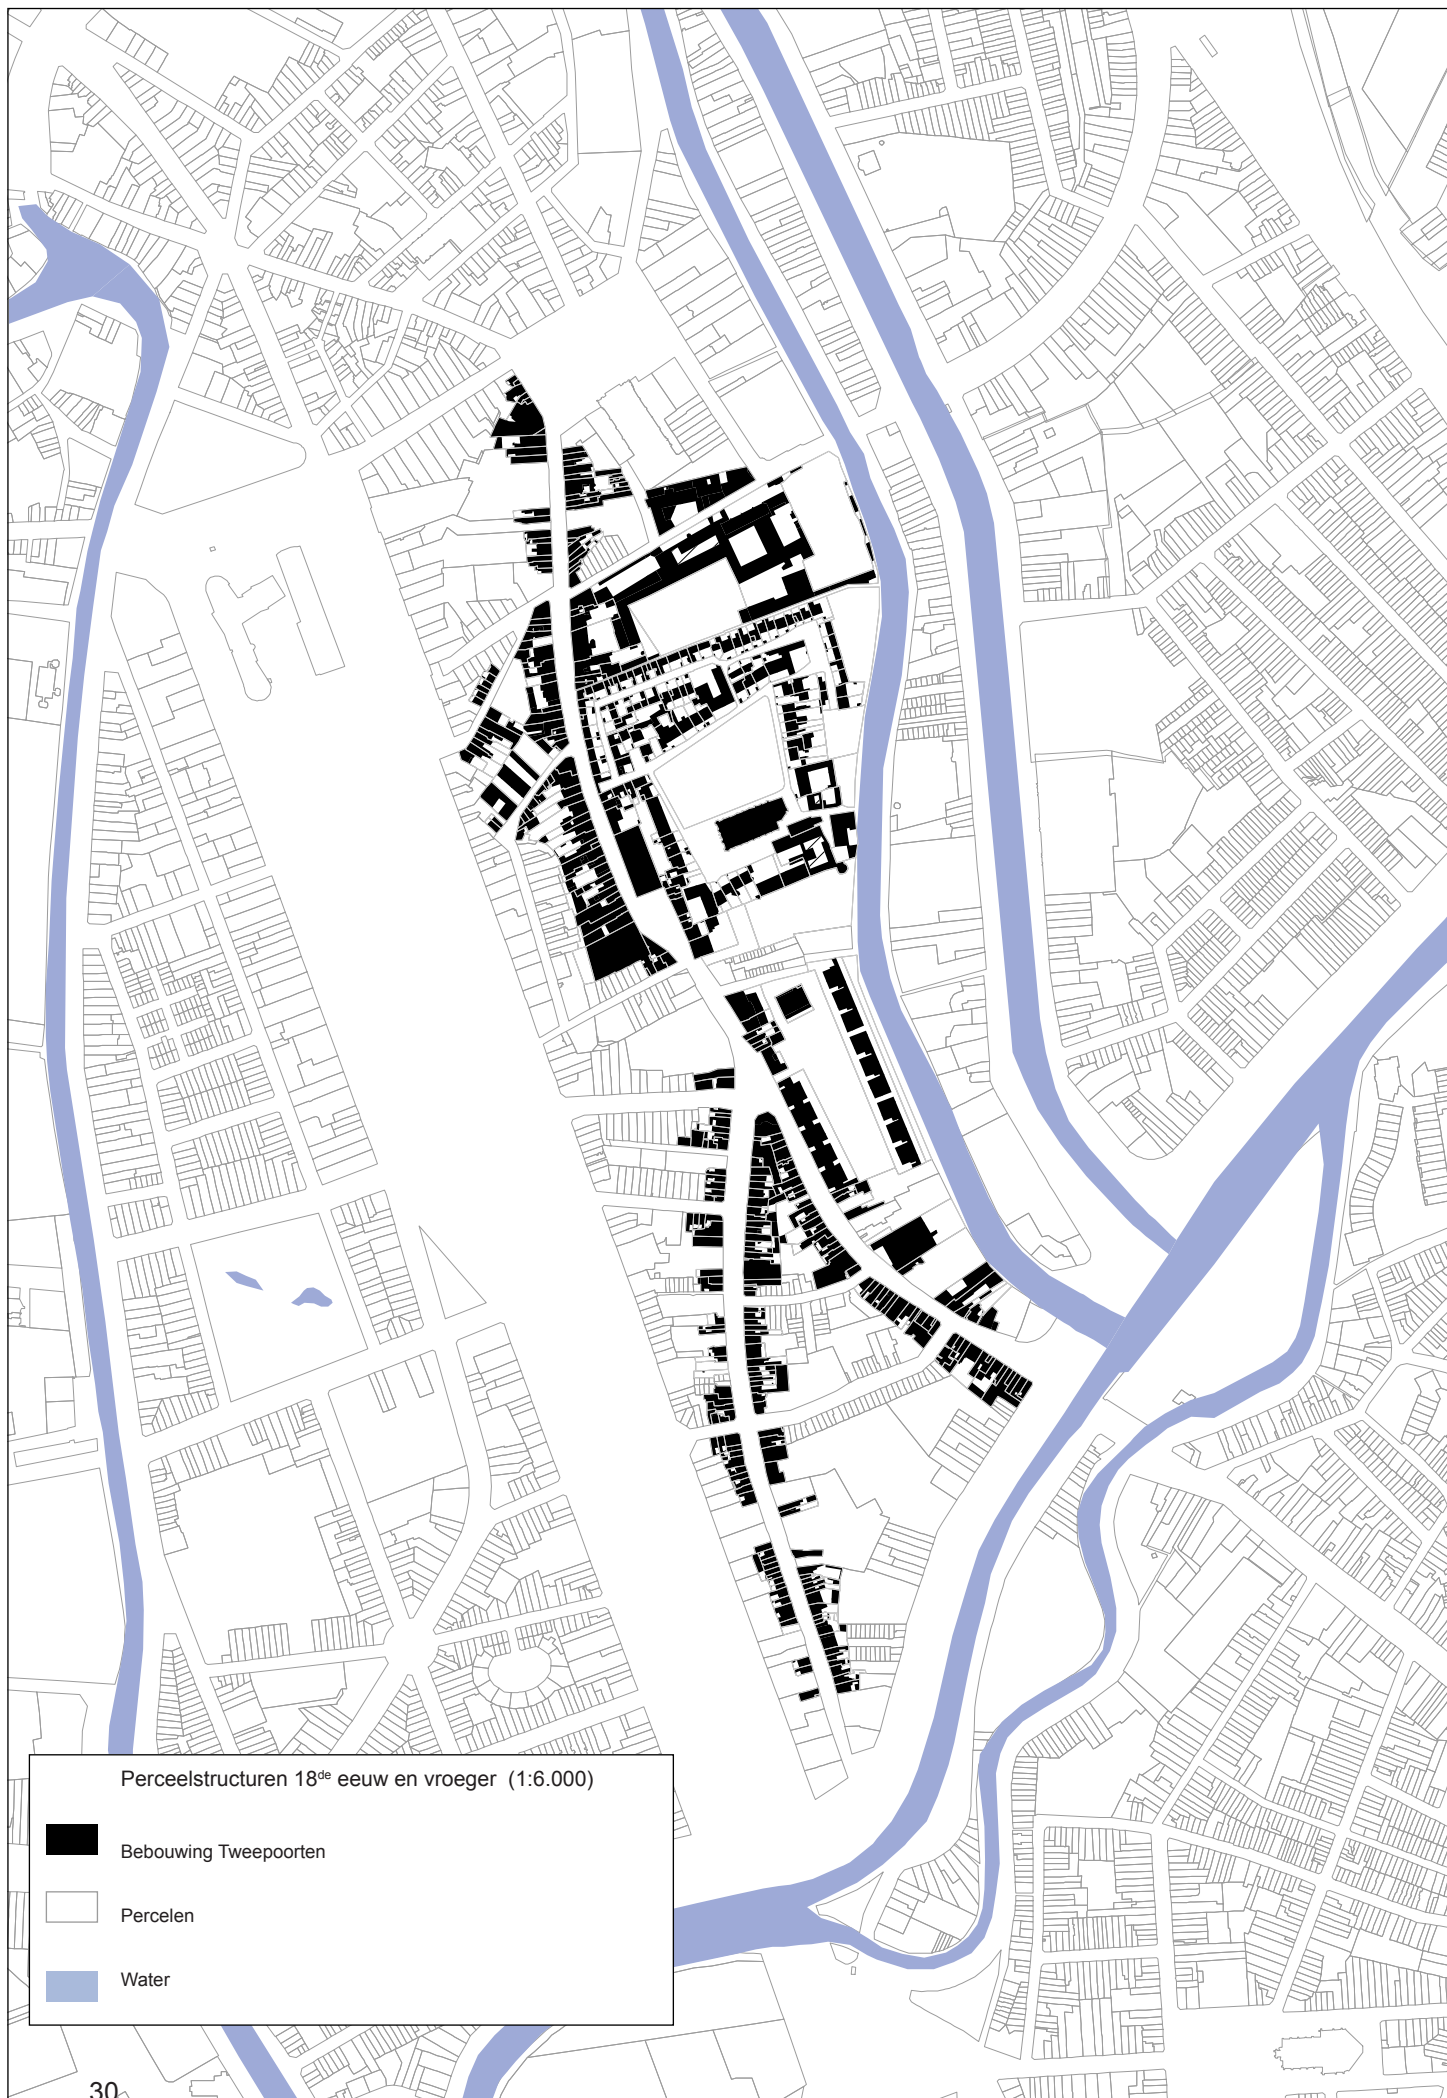 Perceelstructuren 18de eeuw en vroeger (1:6.000)
Bebouwing Tweepoorten
Percelen
Water
30